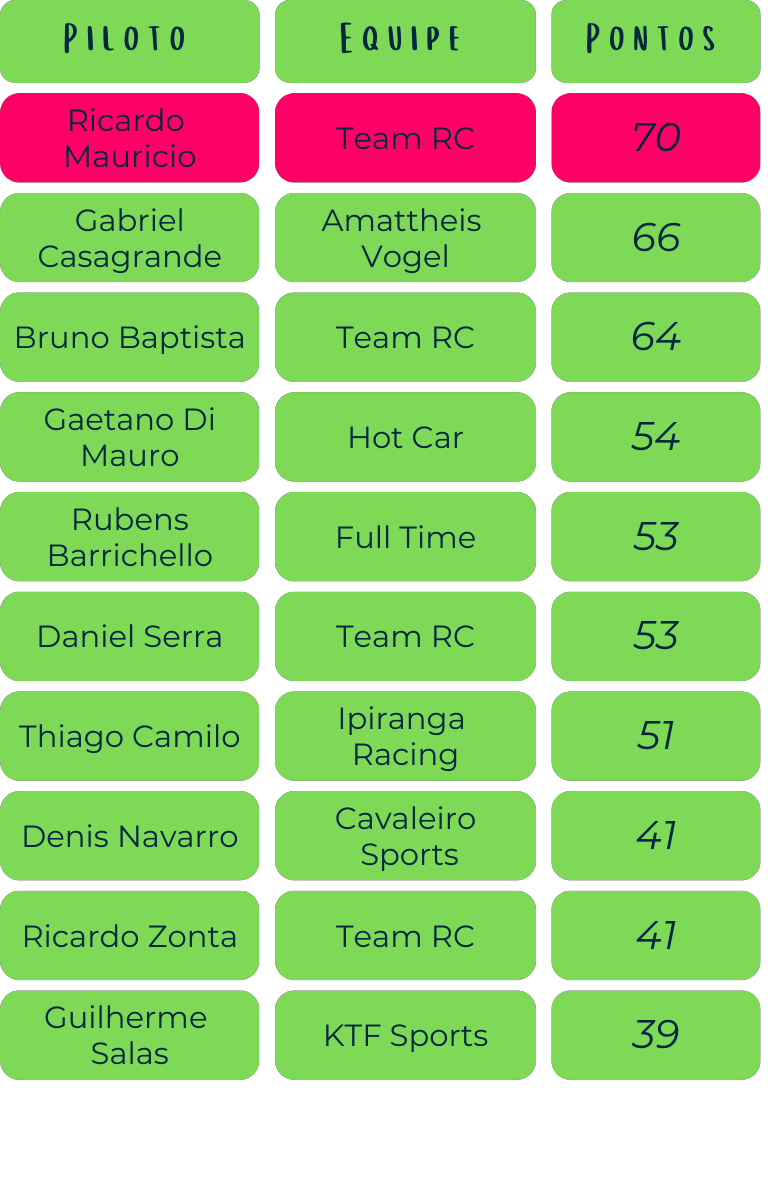 PILOTO EQUIPE PONTOS
Ricardo
Mauricio
Team RC
70
Gabriel
Casagrande
Amattheis
Vogel
66
Bruno Baptista
Team RC
64
Gaetano Di
Mauro
Hot Car
54
Rubens
Barrichello
Full Time
53
Daniel Serra
Team RC
53
Thiago Camilo
Ipiranga
Racing
51
Denis Navarro
Cavaleiro
Sports
41
Ricardo Zonta
Team RC
41
Guilherme
Salas
KTF Sports
39